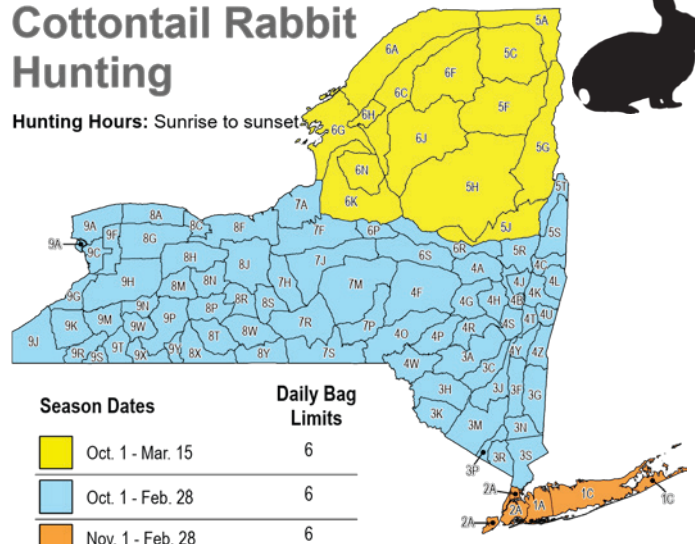 Cottontail Rabbit
Hunting
Hunting Hours: Sunrise to sunset
5A
6A
5C
6F
6C
5F
6H
6G
6J
5G
6N
5H
6K
5T
7A
5J
9A
8A
8C
8F
7F
6P
5S
9F
8G
9A
9C
6R
5R
6S
8H
8J
7J
4A
4C
9H
8M
8N
7H
7M
4F
4J
4L
9G
8R
8S
4G
4H
4B
4K
9N
8P
9K
9M
9W
9P
7R
7P
4R
4S
4T
4U
8T
8W
4O
4P
9J
9R
9S
9T
9X
9Y
8X
8Y
7S
4W
3A
3C
4Y
4Z
3H
3J
3F
3G
3K
3M
3N
3R
3S
3P
2A
1C
1C
2A
1A
2A
Season Dates
Daily Bag
Limits
Oct. 1 - Mar. 15 6
Oct. 1 - Feb. 28 6
Nov. 1 - Feb. 28 6